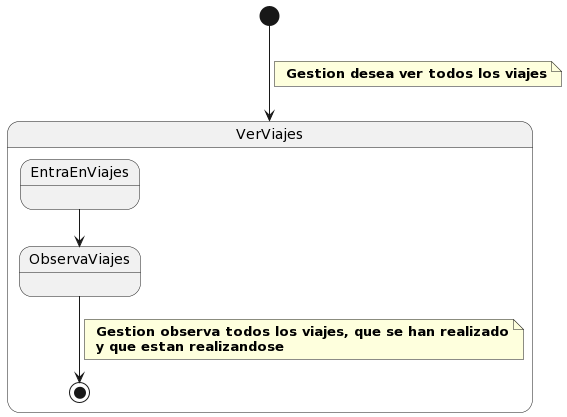 Gestion desea ver todos los viajes
VerViajes
EntraEnViajes
ObservaViajes
Gestion observa todos los viajes, que se han realizado
y que estan realizandose